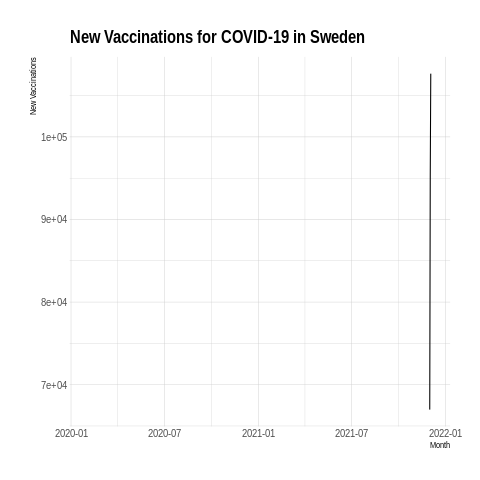 New Vaccinations for COVID-19 in Sweden
New Vaccinations
1e+05
9e+04
8e+04
7e+04
2020-01 2020-07 2021-01 2021-07 2022-01
Month